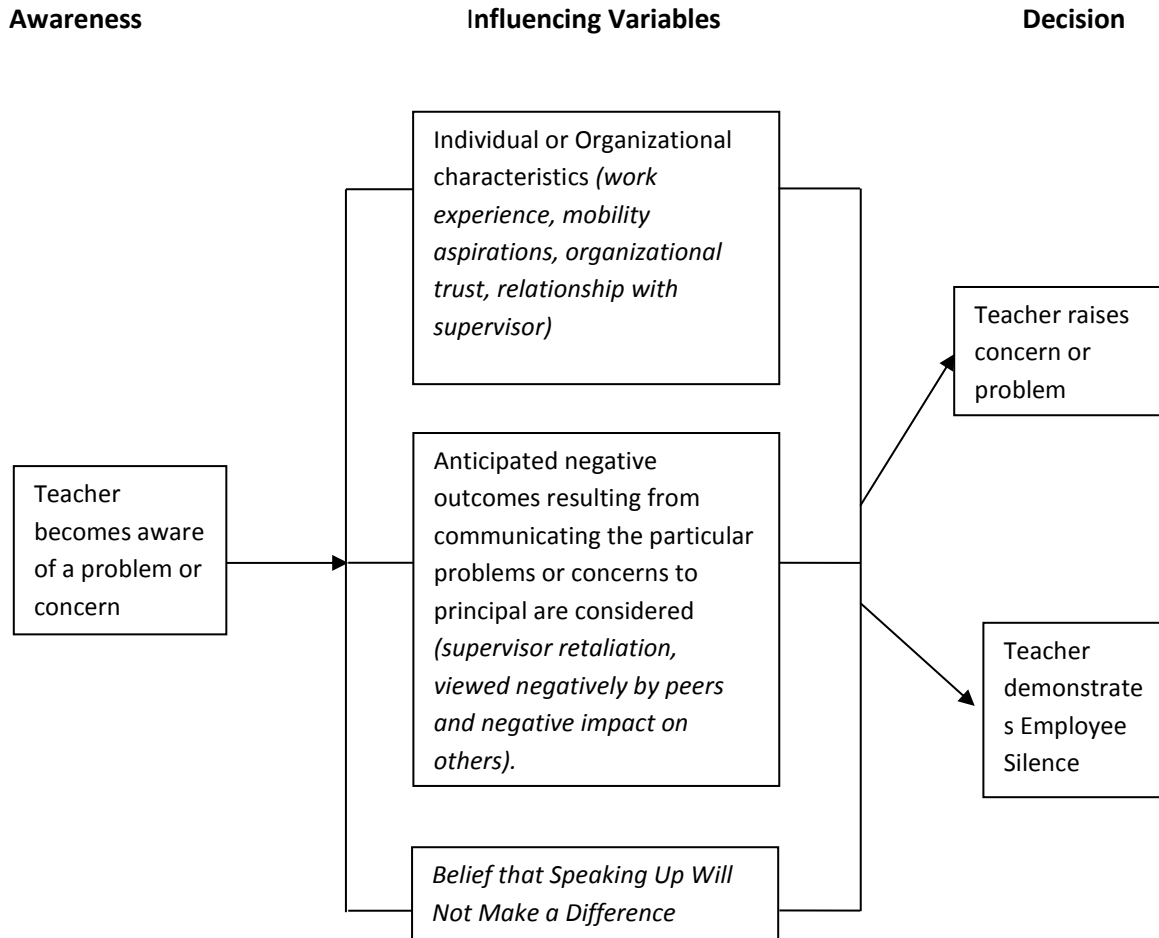 Awareness
Influencing Variables
Decision
Individual or Organizational
characteristics (work
experience, mobility
aspirations, organizational
trust, relationship with
supervisor)
Teacher raises
concern or
problem
Teacher
becomes aware
of a problem or
concern
Anticipated negative
outcomes resulting from
communicating the particular
problems or concerns to
principal are considered
(supervisor retaliation,
viewed negatively by peers
and negative impact on
others).
Teacher
demonstrate
s Employee
Silence
Belief that Speaking Up Will
Not Make a Difference